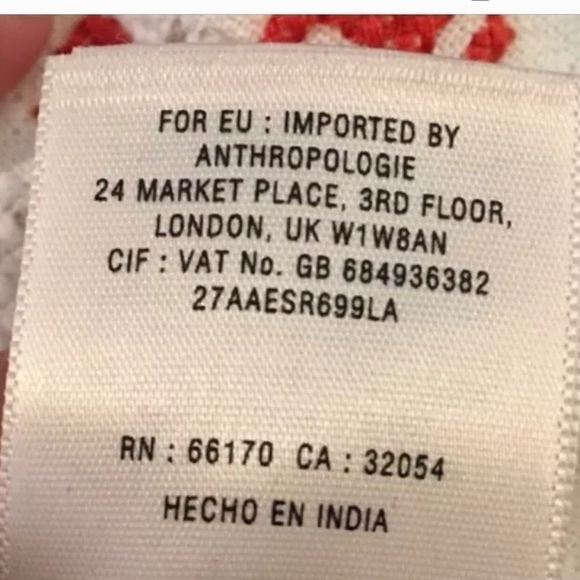 FOR EU : IMPORTED BY
ANTHROPOLOGIE
24 MARKET PLACE, 3RD FLOOR,
LONDON, UK W1W8AN
CIF : VAT No. GB 684936382
27AAESR699LA
RN : 66170 CA : 32054
HECHO EN INDIA